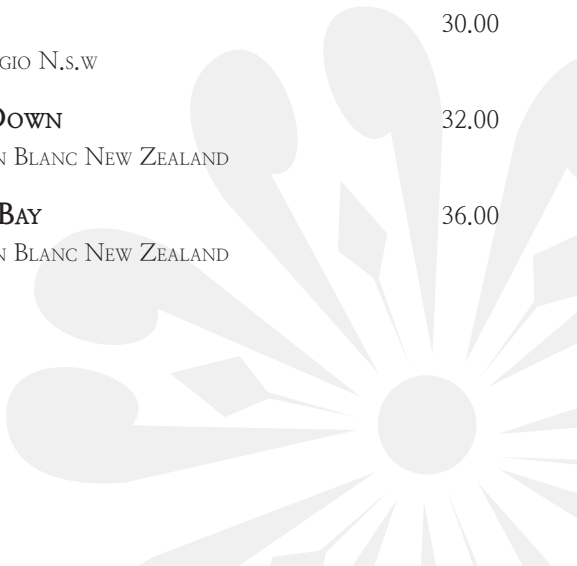 30.00
GIO N.S.W
DOWN 32.00
N BLANC NEW ZEALAND
BAY 36.00
N BLANC NEW ZEALAND